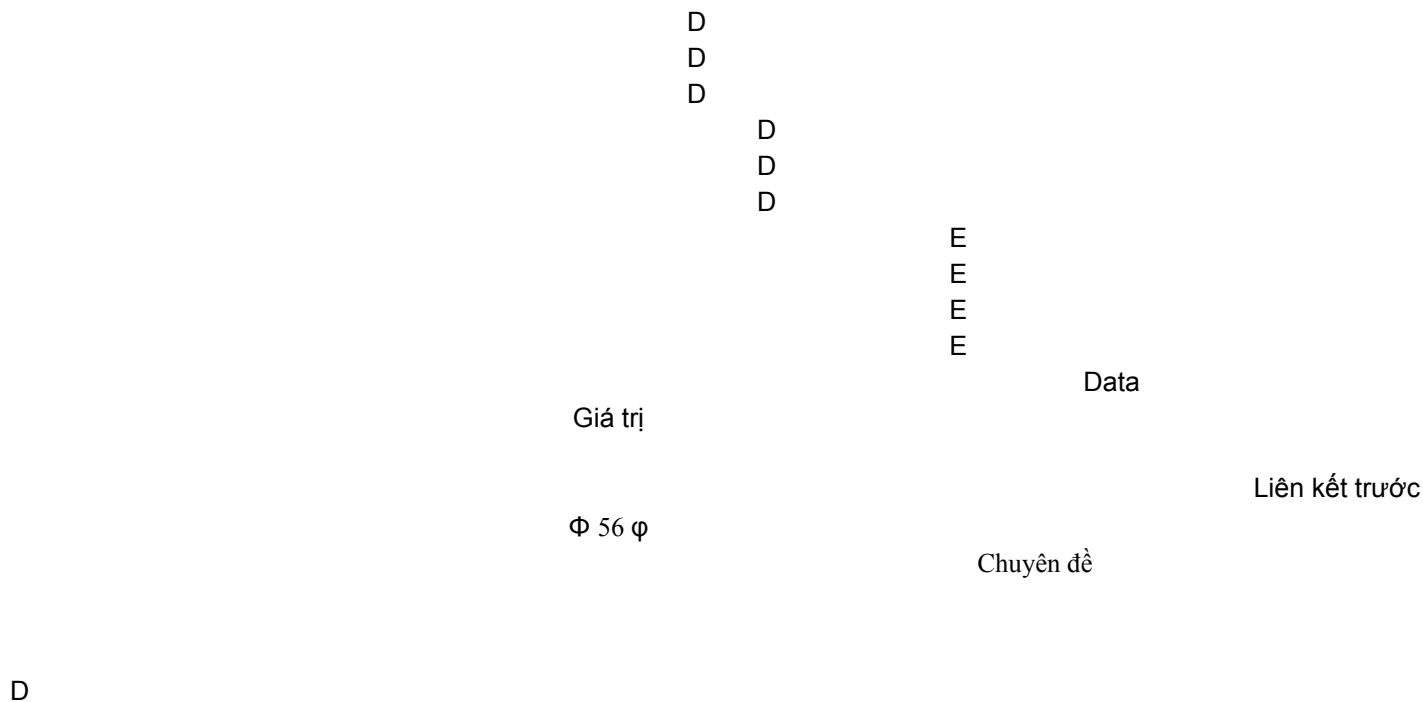 D
D
D
D
D
D
E
E
E
E
Data
Giá trị
Liên kết trước
Φ 56 φ
Chuyên đề
D